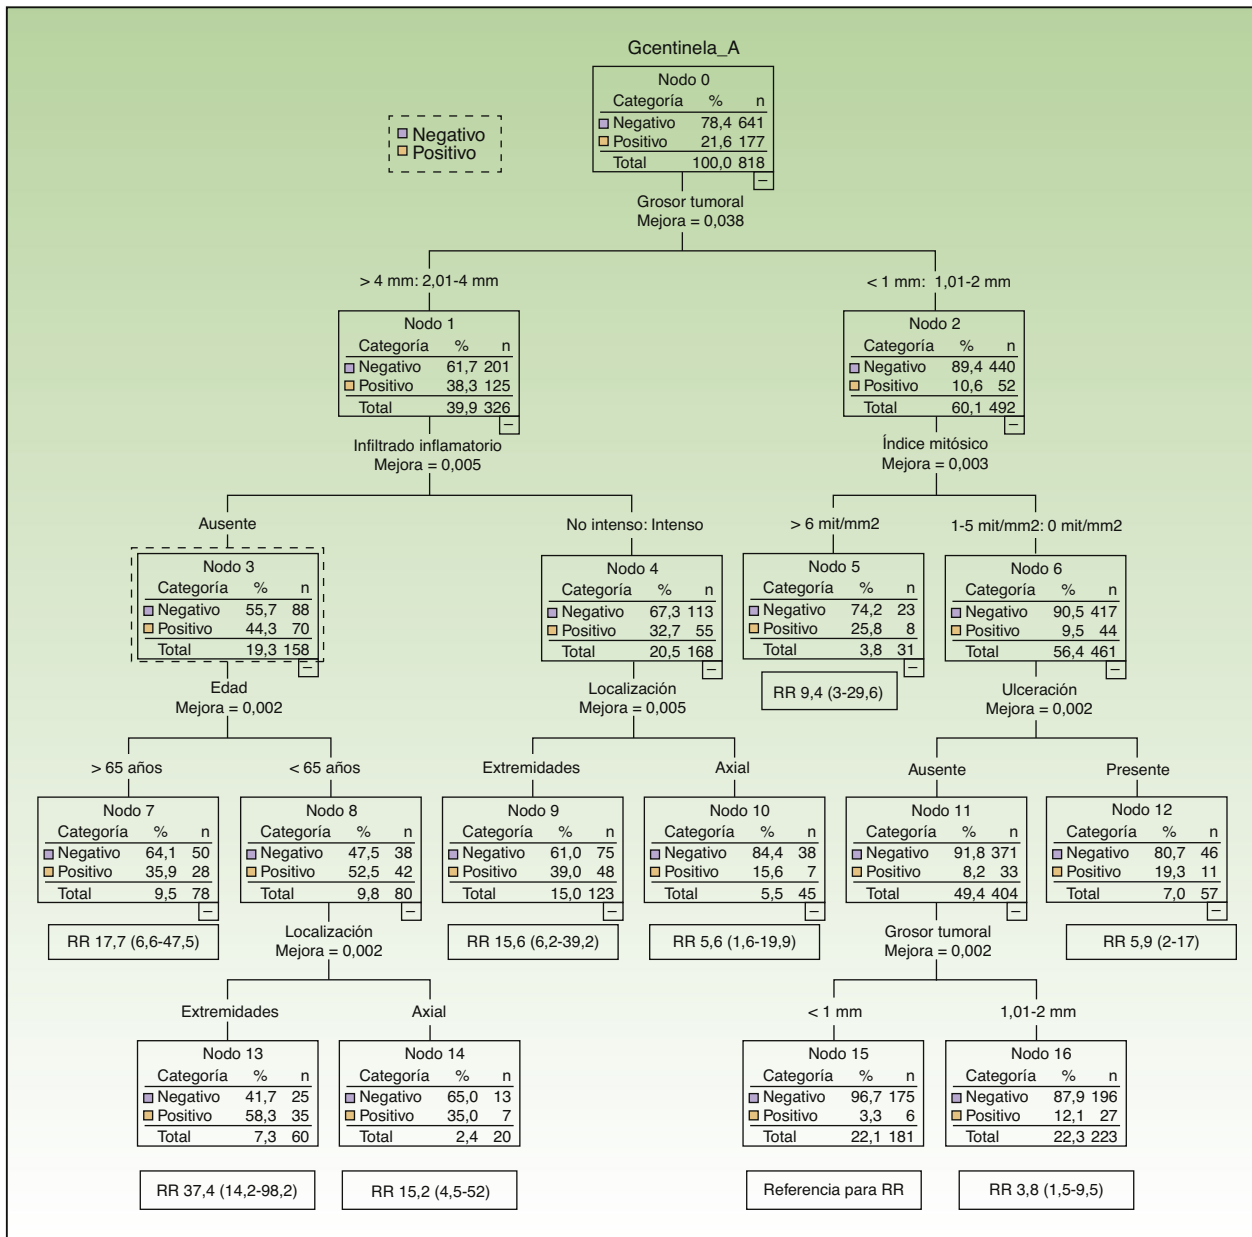 Gcentinela_A
Negativo
Positivo
Nodo 0
Categoría % n
Negativo 78,4 641
Positivo 21,6 177
Total 100,0 818
Grosor tumoral
Mejora = 0,038
> 4 mm: 2,01-4 mm
< 1 mm: 1,01-2 mm
Nodo 1
Categoría % n
Negativo 61,7 201
Positivo 38,3 125
Total 39,9 326
Infiltrado inflamatorio
Mejora = 0,005
Nodo 2
Categoría % n
Negativo 89,4 440
Positivo 10,6 52
Total 60,1 492
Índice mitósico
Mejora = 0,003
Ausente
No intenso: Intenso
> 6 mit/mm2
1-5 mit/mm2: 0 mit/mm2
Nodo 3
Categoría % n
Negativo 55,7 88
Positivo 44,3 70
Total 19,3 158
Edad
Mejora = 0,002
Nodo 4
Categoría % n
Negativo 67,3 113
Positivo 32,7 55
Total 20,5 168
Localización
Mejora = 0,005
Nodo 5
Categoría % n
Negativo 74,2 23
Positivo 25,8 8
Total 3,8 31
RR 9,4 (3-29,6)
Nodo 6
Categoría % n
Negativo 90,5 417
Positivo 9,5 44
Total 56,4 461
Ulceración
Mejora = 0,002
> 65 años
< 65 años
Extremidades
Axial
Ausente
Presente
Nodo 7
Categoría % n
Negativo 64,1 50
Positivo 35,9 28
Total 9,5 78
RR 17,7 (6,6-47,5)
Nodo 8
Categoría % n
Negativo 47,5 38
Positivo 52,5 42
Total 9,8 80
Localización
Mejora = 0,002
Nodo 9
Categoría % n
Negativo 61,0 75
Positivo 39,0 48
Total 15,0 123
RR 15,6 (6,2-39,2)
Nodo 10
Categoría % n
Negativo 84,4 38
Positivo 15,6 7
Total 5,5 45
RR 5,6 (1,6-19,9)
Nodo 11
Categoría % n
Negativo 91,8 371
Positivo 8,2 33
Total 49,4 404
Grosor tumoral
Mejora = 0,002
Nodo 12
Categoría % n
Negativo 80,7 46
Positivo 19,3 11
Total 7,0 57
RR 5,9 (2-17)
Extremidades
Axial
< 1 mm
1,01-2 mm
Nodo 13
Categoría % n
Negativo 41,7 25
Positivo 58,3 35
Total 7,3 60
RR 37,4 (14,2-98,2)
Nodo 14
Categoría % n
Negativo 65,0 13
Positivo 35,0 7
Total 2,4 20
RR 15,2 (4,5-52)
Nodo 15
Categoría % n
Negativo 96,7 175
Positivo 3,3 6
Total 22,1 181
Referencia para RR
Nodo 16
Categoría % n
Negativo 87,9 196
Positivo 12,1 27
Total 22,3 223
RR 3,8 (1,5-9,5)